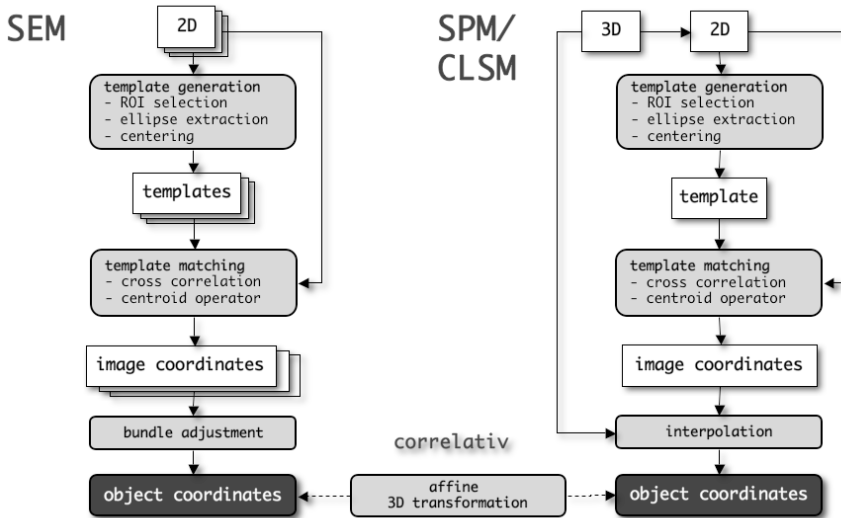 SEM
2D
template generation
- ROI selection
- ellipse extraction
- centering
templates
template matching
- cross correlation
- centroid operator
image coordinates
bundle adjustment
object coordinates
correlativ
affine
3D transformation
SPM/
CLSM
3D
2D
template generation
- ROI selection
- ellipse extraction
- centering
template
template matching
- cross correlation
- centroid operator
image coordinates
interpolation
object coordinates